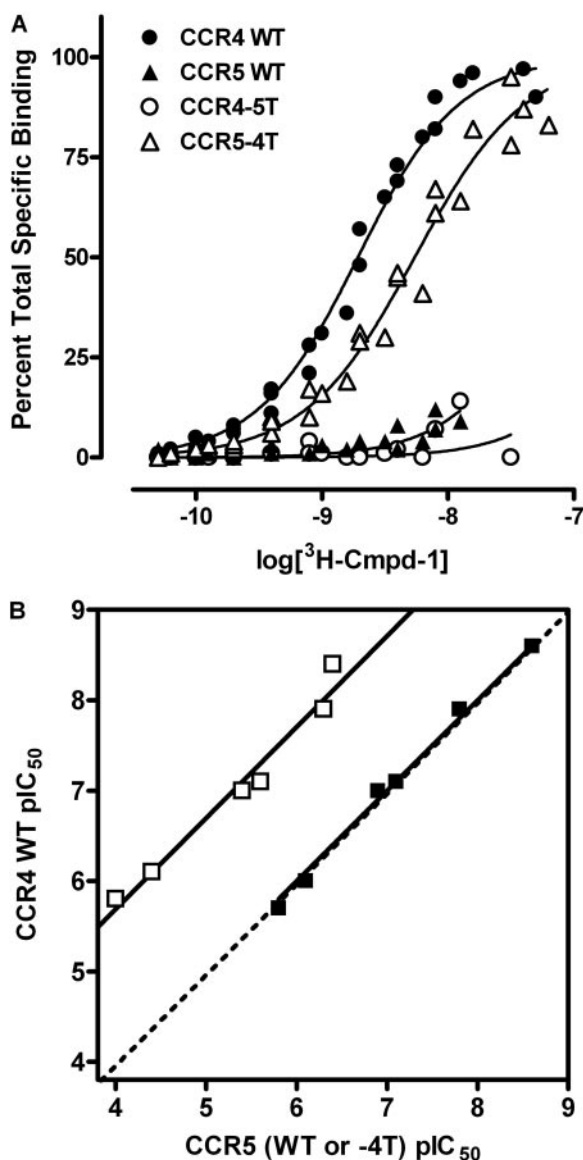 A
CCR4 WT
CCR5 WT
CCR4-5T
CCR5-4T
Percent Total Specific Binding
100
75
50
25
0
-10 -9 -8 -7
log[³H-Cmpd-1]
B
CCR4 WT pIC₅₀
9
8
7
6
5
4
4 5 6 7 8 9
CCR5 (WT or -4T) pIC₅₀